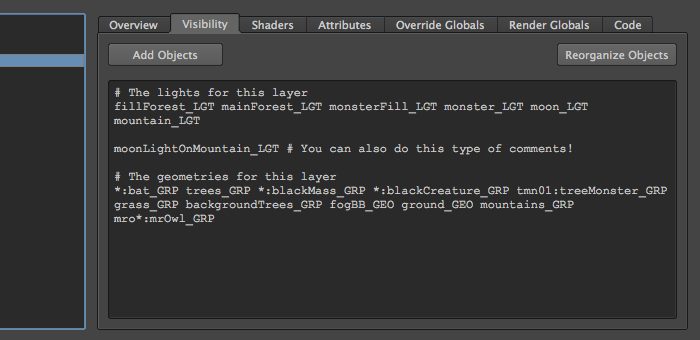 Overview Visibility Shaders Attributes Override Globals Render Globals Code
Add Objects Reorganize Objects
# The lights for this layer
fillForest_LGT mainForest_LGT monsterFill_LGT monster_LGT moon_LGT
mountain_LGT
moonLightOnMountain_LGT # You can also do this type of comments!
# The geometries for this layer
*:bat_GRP trees_GRP *:blackMass_GRP *:blackCreature_GRP tmn01:treeMonster_GRP
grass_GRP backgroundTrees_GRP fogBB_GEO ground_GEO mountains_GRP
mro*:mrOwl_GRP